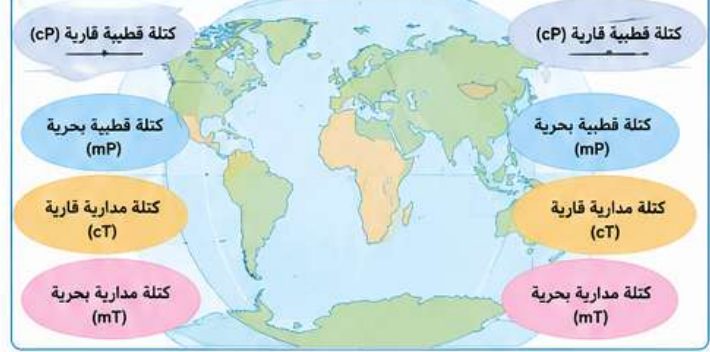 كتلة قطبية قارية (cP)
كتلة قطبية قارية (cP)
كتلة قطبية بحرية
(mP)
كتلة قطبية بحرية
(mP)
كتلة مدارية قارية
(cT)
كتلة مدارية قارية
(cT)
كتلة مدارية بحرية
(mT)
كتلة مدارية بحرية
(mT)